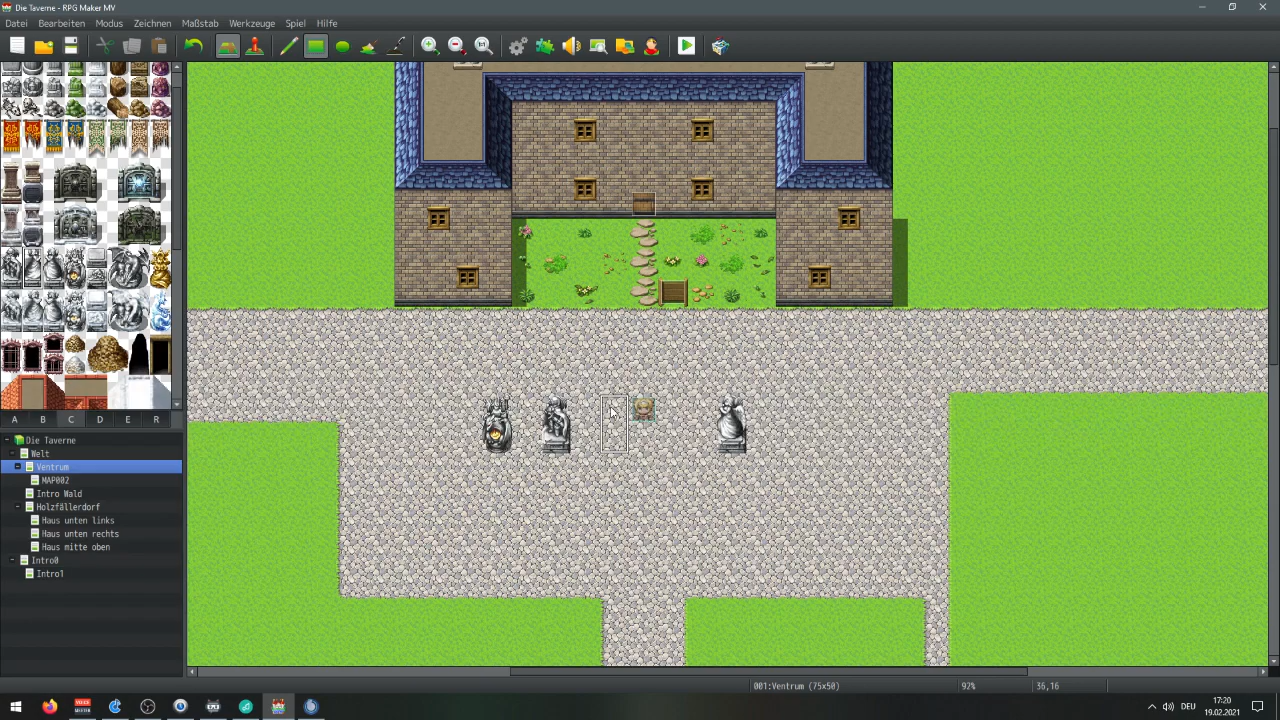 Die Taverne - RPG Maker MV
Datei Bearbeiten Modus Zeichnen Maßstab Werkzeuge Spiel Hilfe
A B C D E R
Die Taverne
Welt
Ventrum
MAP002
Intro Wald
Holzfällerdorf
Haus unten links
Haus unten rechts
Haus mitte oben
Intro0
Intro1
001:Ventrum (75x50) 92% 36,16
DEU
17:20
19.02.2021